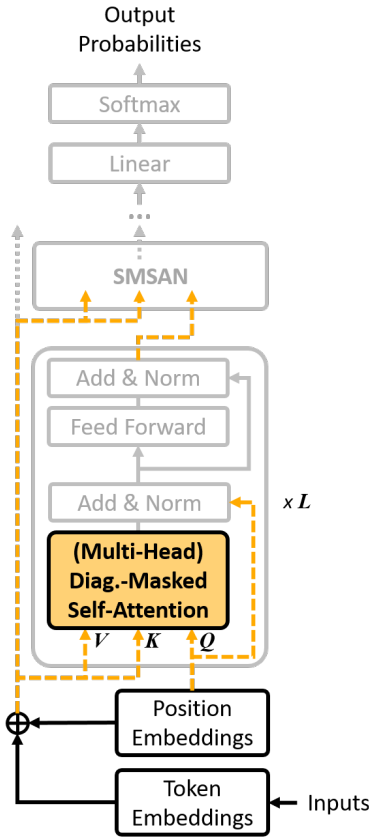 Output
Probabilities
Softmax
Linear
...
SMSAN
Add & Norm
Feed Forward
Add & Norm
x L
(Multi-Head)
Diag.-Masked
Self-Attention
V K Q
Position
Embeddings
Token
Embeddings
Inputs